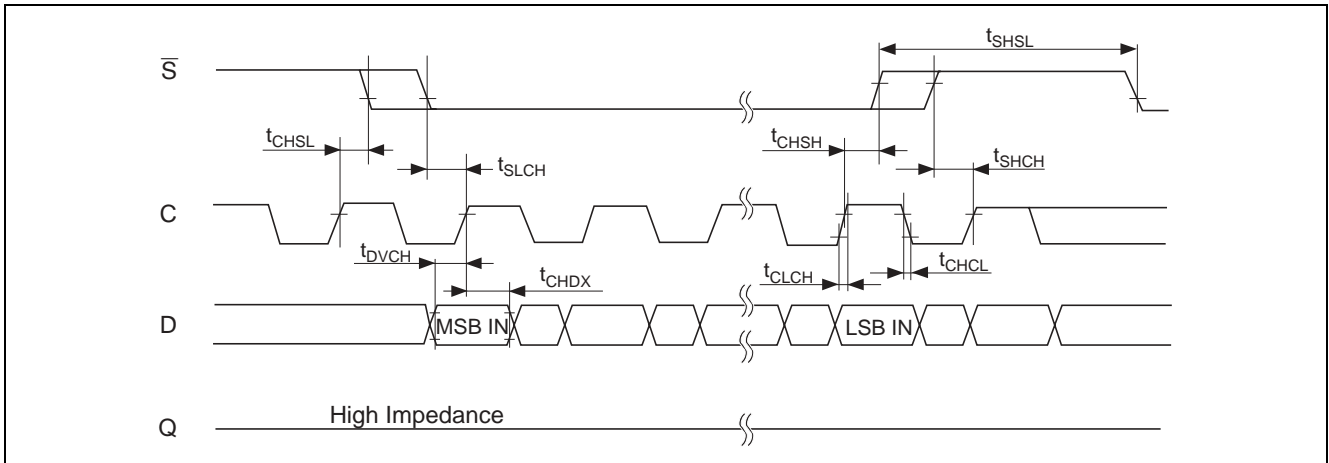 tSHSL
S̅
tCHSL
tSLCH
tCHSH
tSHCH
C
tDVCH
tCHDX
tCLCH
tCHCL
D
MSB IN
LSB IN
High Impedance
Q